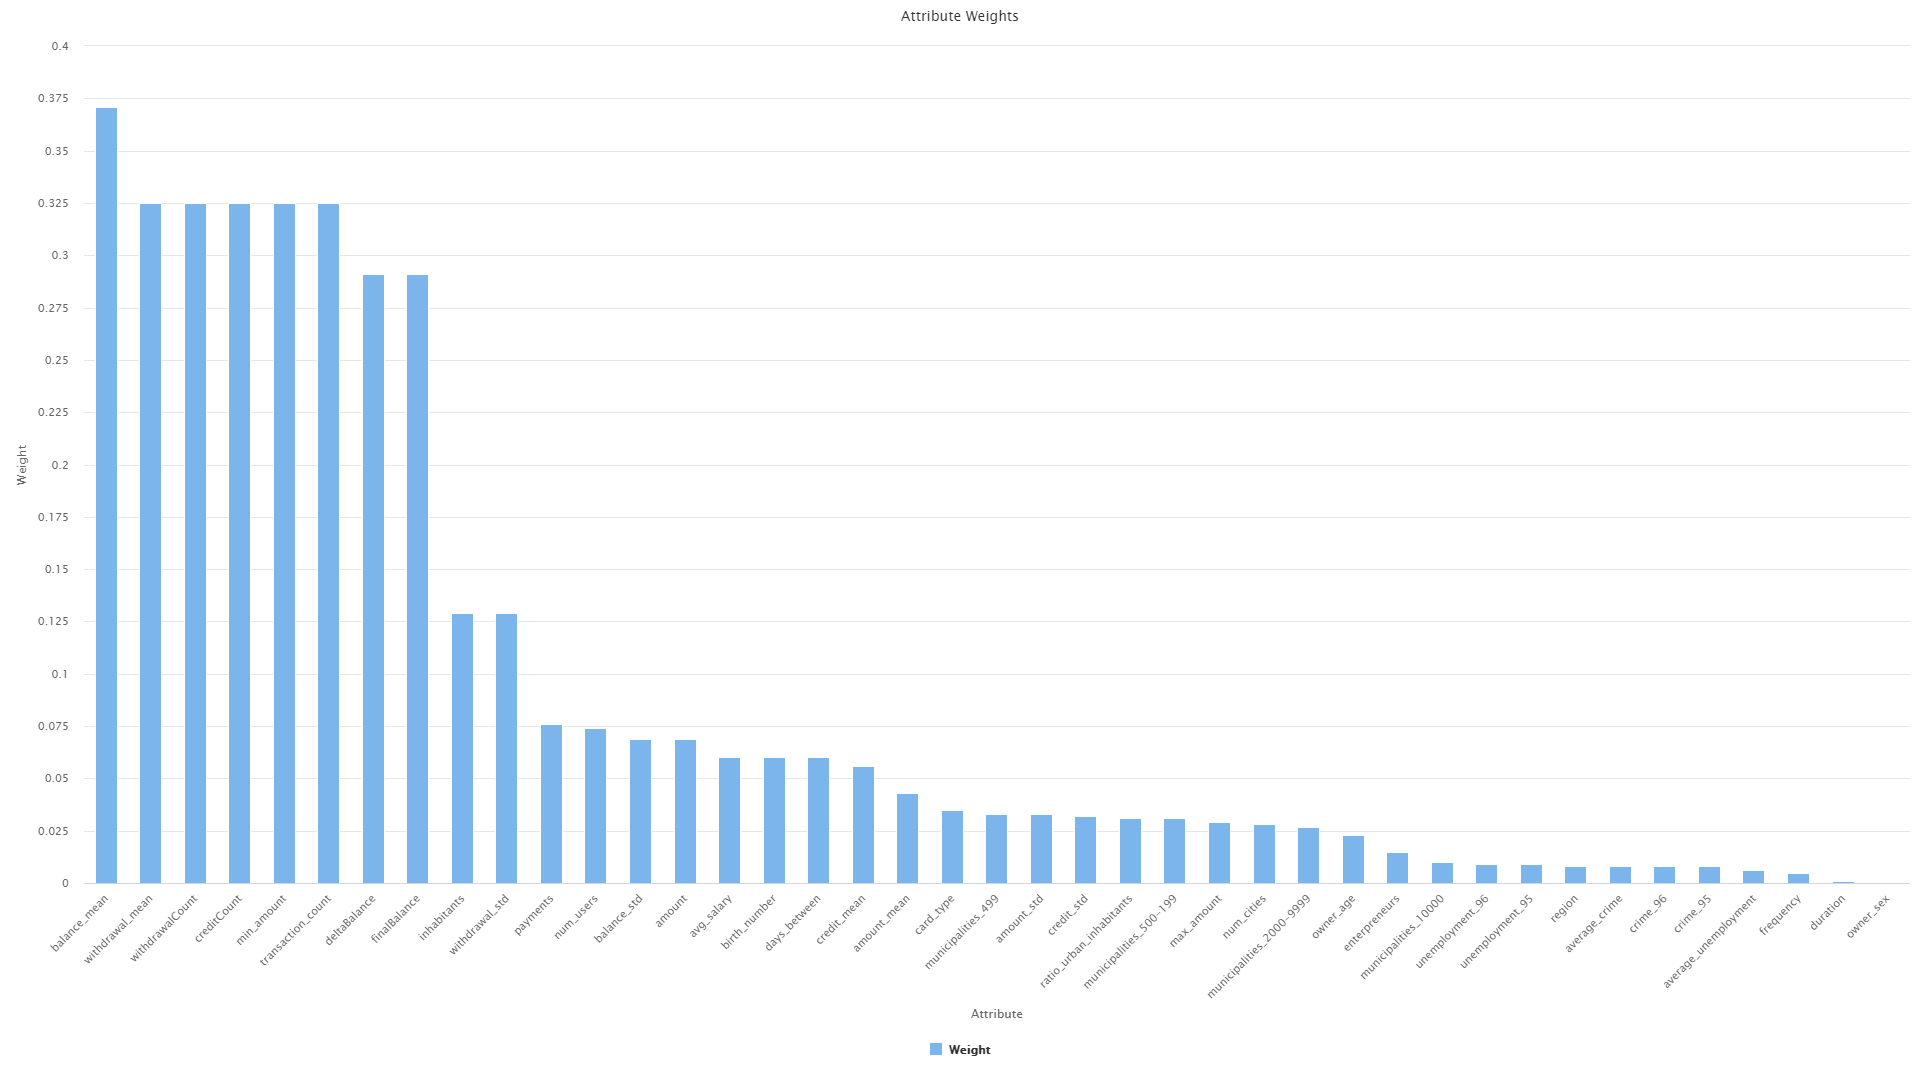 Attribute Weights
0.4
0.375
0.35
0.325
0.3
0.275
0.25
0.225
0.2
0.175
0.15
0.125
0.1
0.075
0.05
0.025
0
Weight
balance_mean
withdrawal_mean
withdrawalCount
creditCount
min_amount
transaction_count
deltaBalance
finalBalance
inhabitants
withdrawal_std
payments
num_users
balance_std
amount
avg_salary
birth_number
days_between
credit_mean
amount_mean
card_type
municipalities_499
amount_std
credit_std
ratio_urban_inhabitants
municipalities_500-199
max_amount
num_cities
municipalities_2000-9999
owner_age
enterpreneurs
municipalities_10000
unemployment_96
unemployment_95
region
average_crime
crime_96
crime_95
average_unemployment
frequency
duration
owner_sex
Attribute
Weight